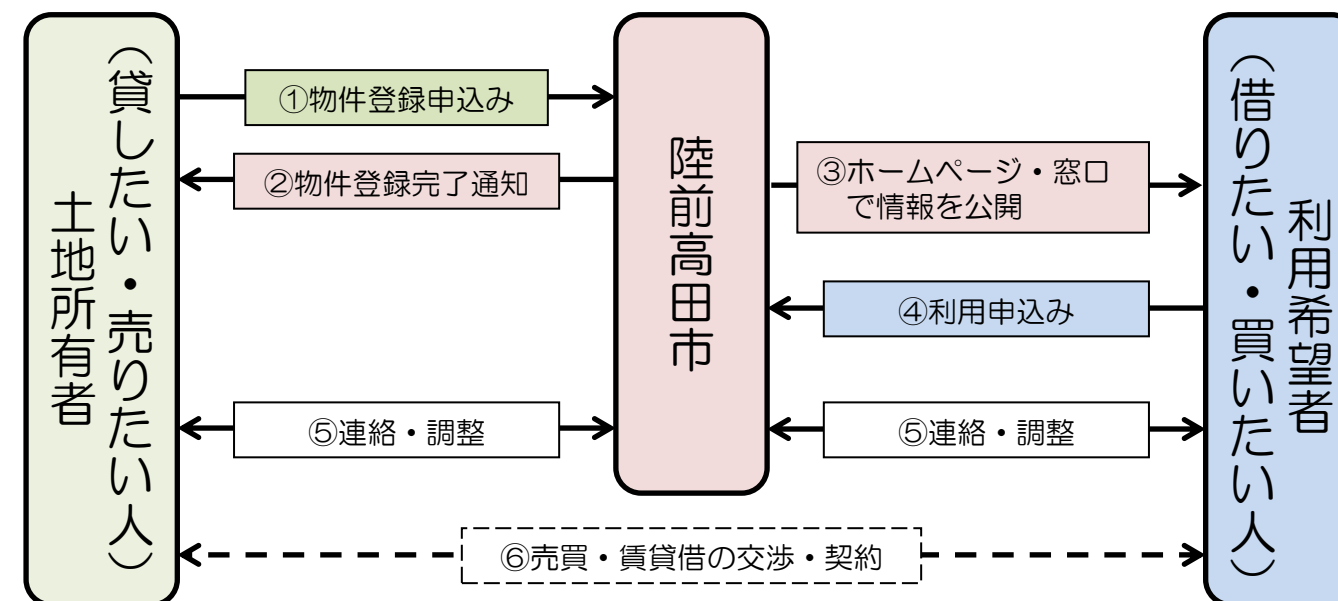 土地所有者
（貸したい・売りたい人）
①物件登録申込み
②物件登録完了通知
陸前高田市
③ホームページ・窓口
で情報を公開
④利用申込み
⑤連絡・調整
⑤連絡・調整
⑥売買・賃貸借の交渉・契約
利用希望者
（借りたい・買いたい人）